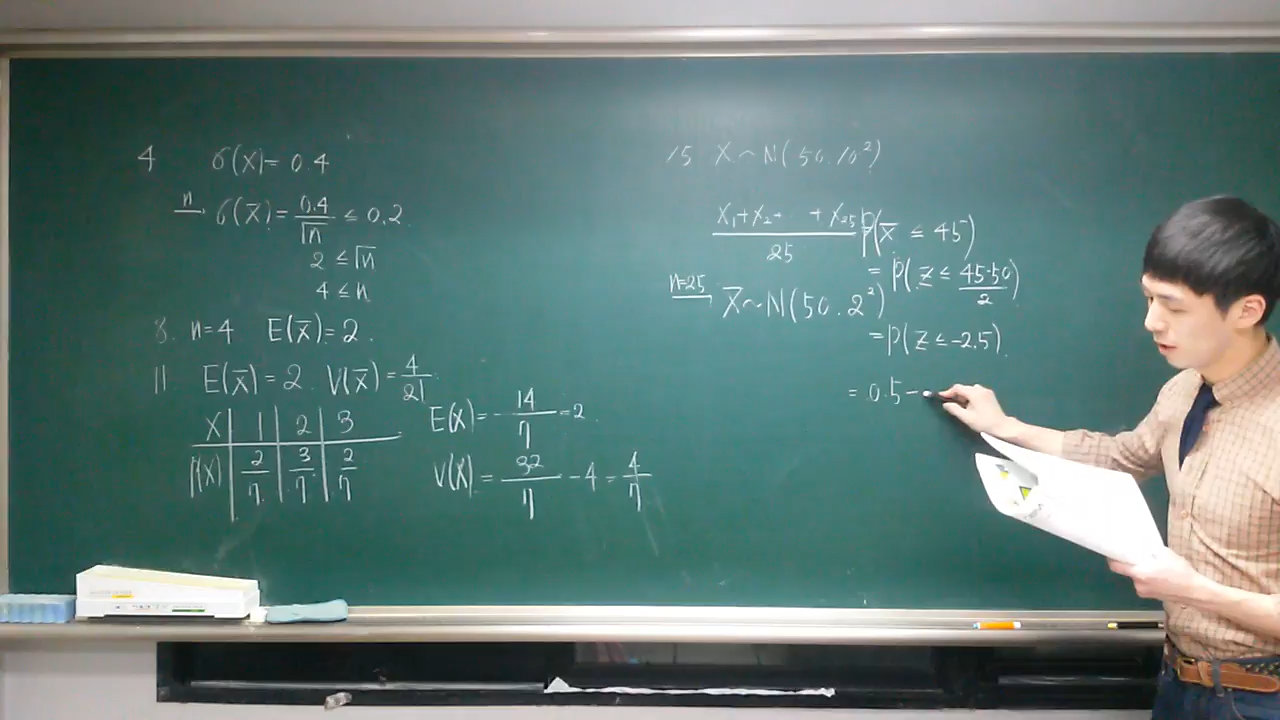 4 σ(X)=0.4
n → σ(X̄)=0.4/√n ≤ 0.2
2 ≤ √n
4 ≤ n
8. n=4 E(X̄)=2.
11 E(X̄)=2. V(X̄)=4/21
X 1 2 3
P(X) 2/7 3/7 2/7
E(X)=14/7=2.
V(X)=32/7-4=4/7
15 X~N(50.10²)
X₁+X₂+··+X₂₅/25
n=25 → X̄~N(50.2²)
P(X̄ ≤ 45)
=P(Z ≤ 45-50/2)
=P(Z ≤ -2.5).
=0.5-